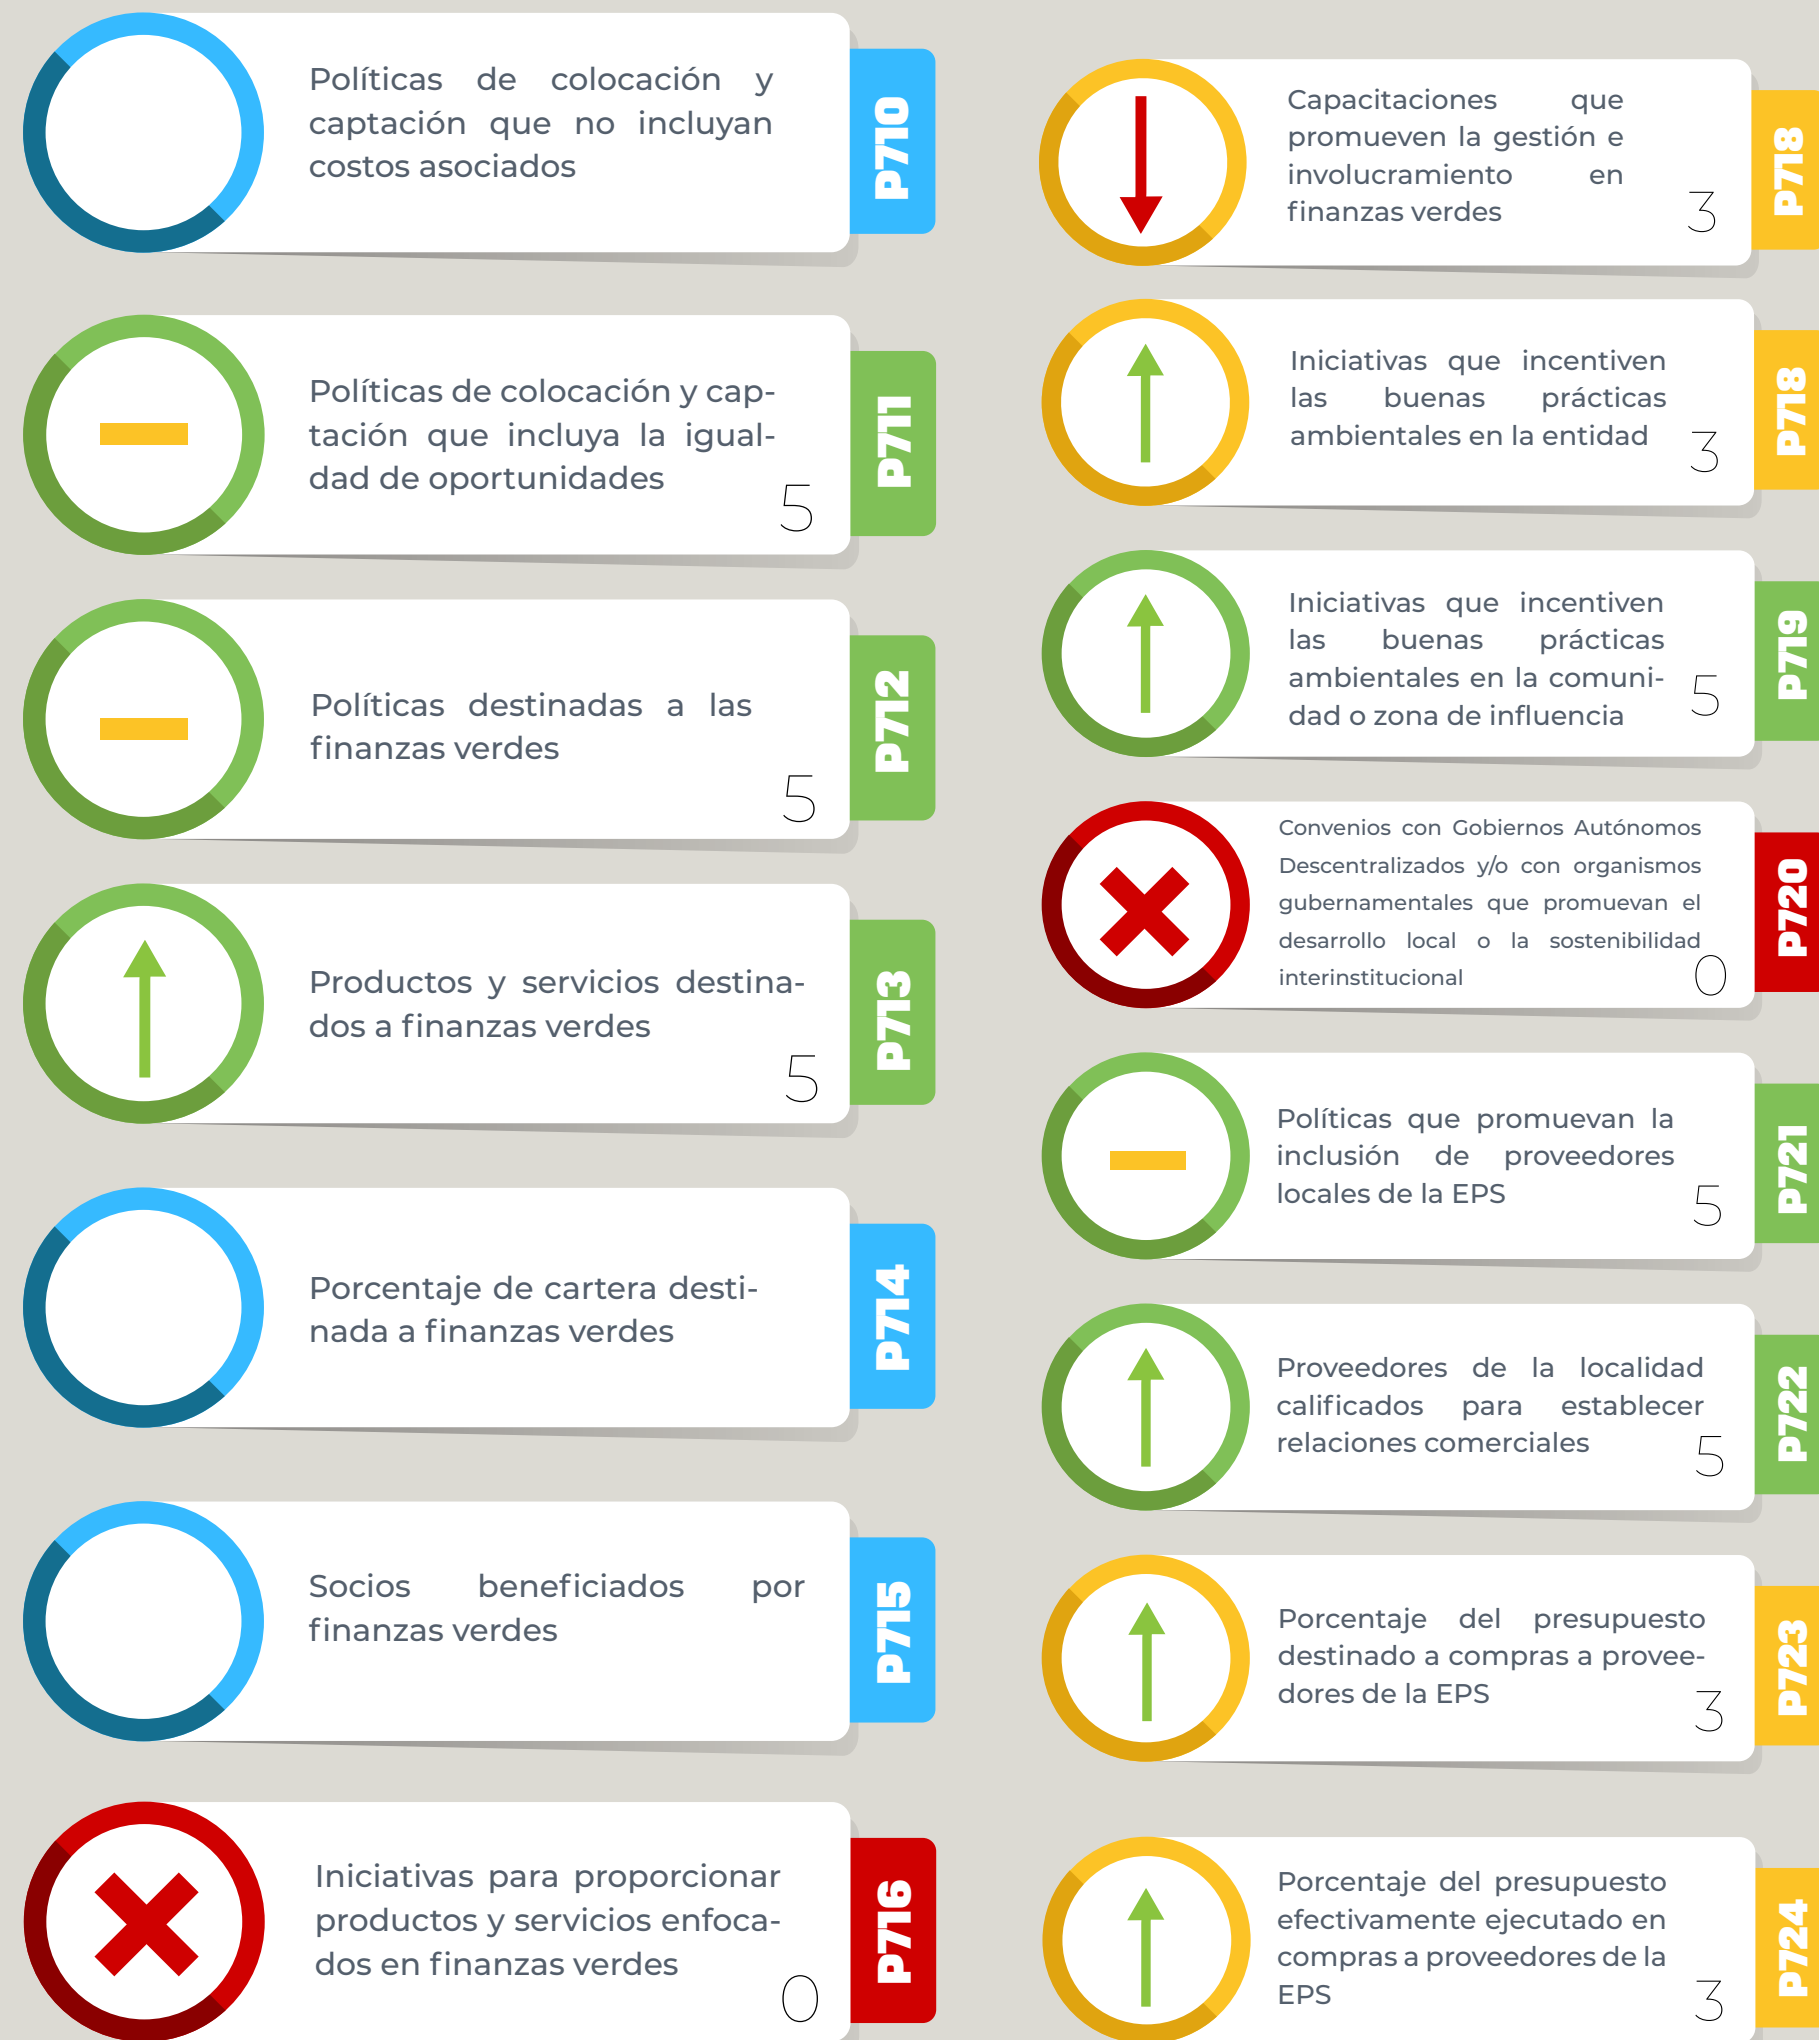 Políticas de colocación y
captación que no incluyan
costos asociados
P710
Políticas de colocación y cap-
tación que incluya la igual-
dad de oportunidades
5
P711
Políticas destinadas a las
finanzas verdes
5
P712
Productos y servicios destina-
dos a finanzas verdes
5
P713
Porcentaje de cartera desti-
nada a finanzas verdes
P714
Socios beneficiados por
finanzas verdes
P715
Iniciativas para proporcionar
productos y servicios enfoca-
dos en finanzas verdes
0
P716
Capacitaciones que
promueven la gestión e
involucramiento en
finanzas verdes
3
P718
Iniciativas que incentiven
las buenas prácticas
ambientales en la entidad
3
P718
Iniciativas que incentiven
las buenas prácticas
ambientales en la comuni-
dad o zona de influencia
5
P719
Convenios con Gobiernos Autónomos
Descentralizados y/o con organismos
gubernamentales que promuevan el
desarrollo local o la sostenibilidad
interinstitucional
0
P720
Políticas que promuevan la
inclusión de proveedores
locales de la EPS
5
P721
Proveedores de la localidad
calificados para establecer
relaciones comerciales
5
P722
Porcentaje del presupuesto
destinado a compras a provee-
dores de la EPS
3
P723
Porcentaje del presupuesto
efectivamente ejecutado en
compras a proveedores de la
EPS
3
P724